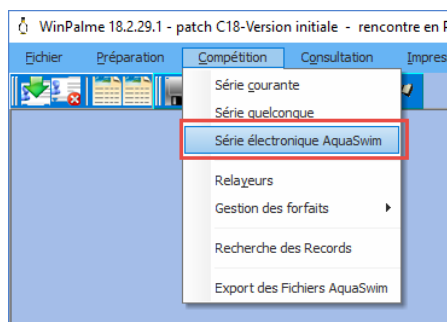 WinPalme 18.2.29.1 - patch C18-Version initiale - rencontre en
Fichier Préparation Compétition Consultation Impres
Série courante
Série quelconque
Série électronique AquaSwim
Relayeurs
Gestion des forfaits
Recherche des Records
Export des Fichiers AquaSwim